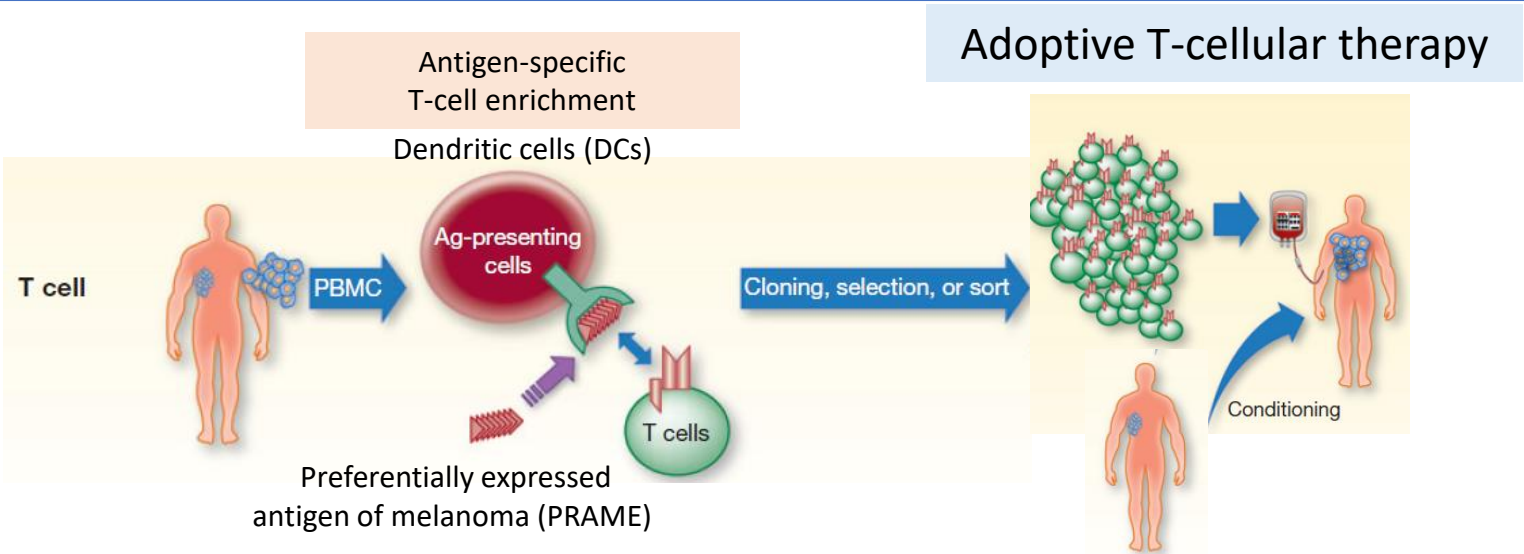 Adoptive T-cellular therapy
Antigen-specific
T-cell enrichment
Dendritic cells (DCs)
Ag-presenting
cells
T cell
PBMC
Cloning, selection, or sort
T cells
Conditioning
Preferentially expressed
antigen of melanoma (PRAME)